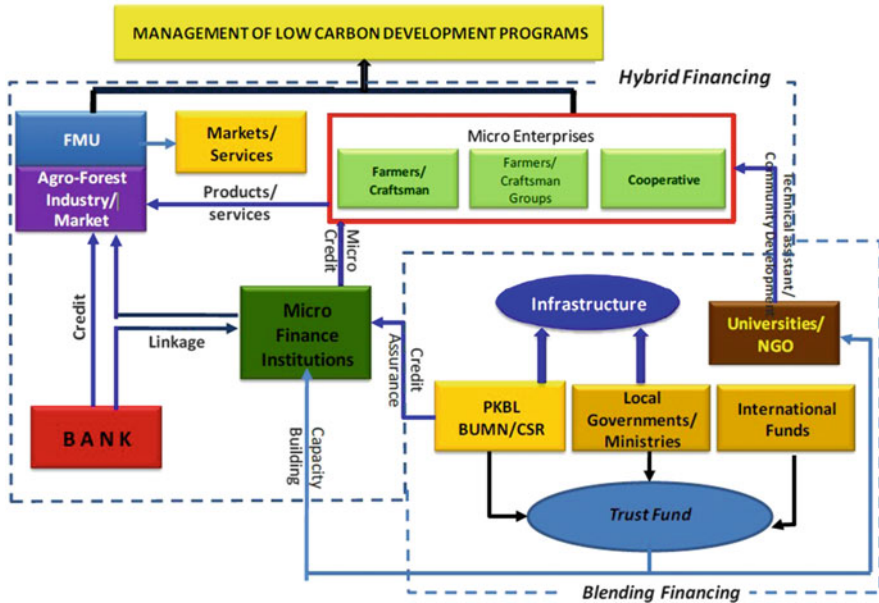 MANAGEMENT OF LOW CARBON DEVELOPMENT PROGRAMS
Hybrid Financing
FMU
Markets/
Services
Agro-Forest
Industry/
Market
Products/
services
Micro Enterprises
Farmers/
Craftsman
Farmers/
Craftsman
Groups
Cooperative
Technical assistant/
Community Development
Micro
Credit
Credit
Linkage
Micro
Finance
Institutions
Credit
Assurance
Infrastructure
Universities/
NGO
BANK
Capacity
Building
PKBL
BUMN/CSR
Local
Governments/
Ministries
International
Funds
Trust Fund
Blending Financing